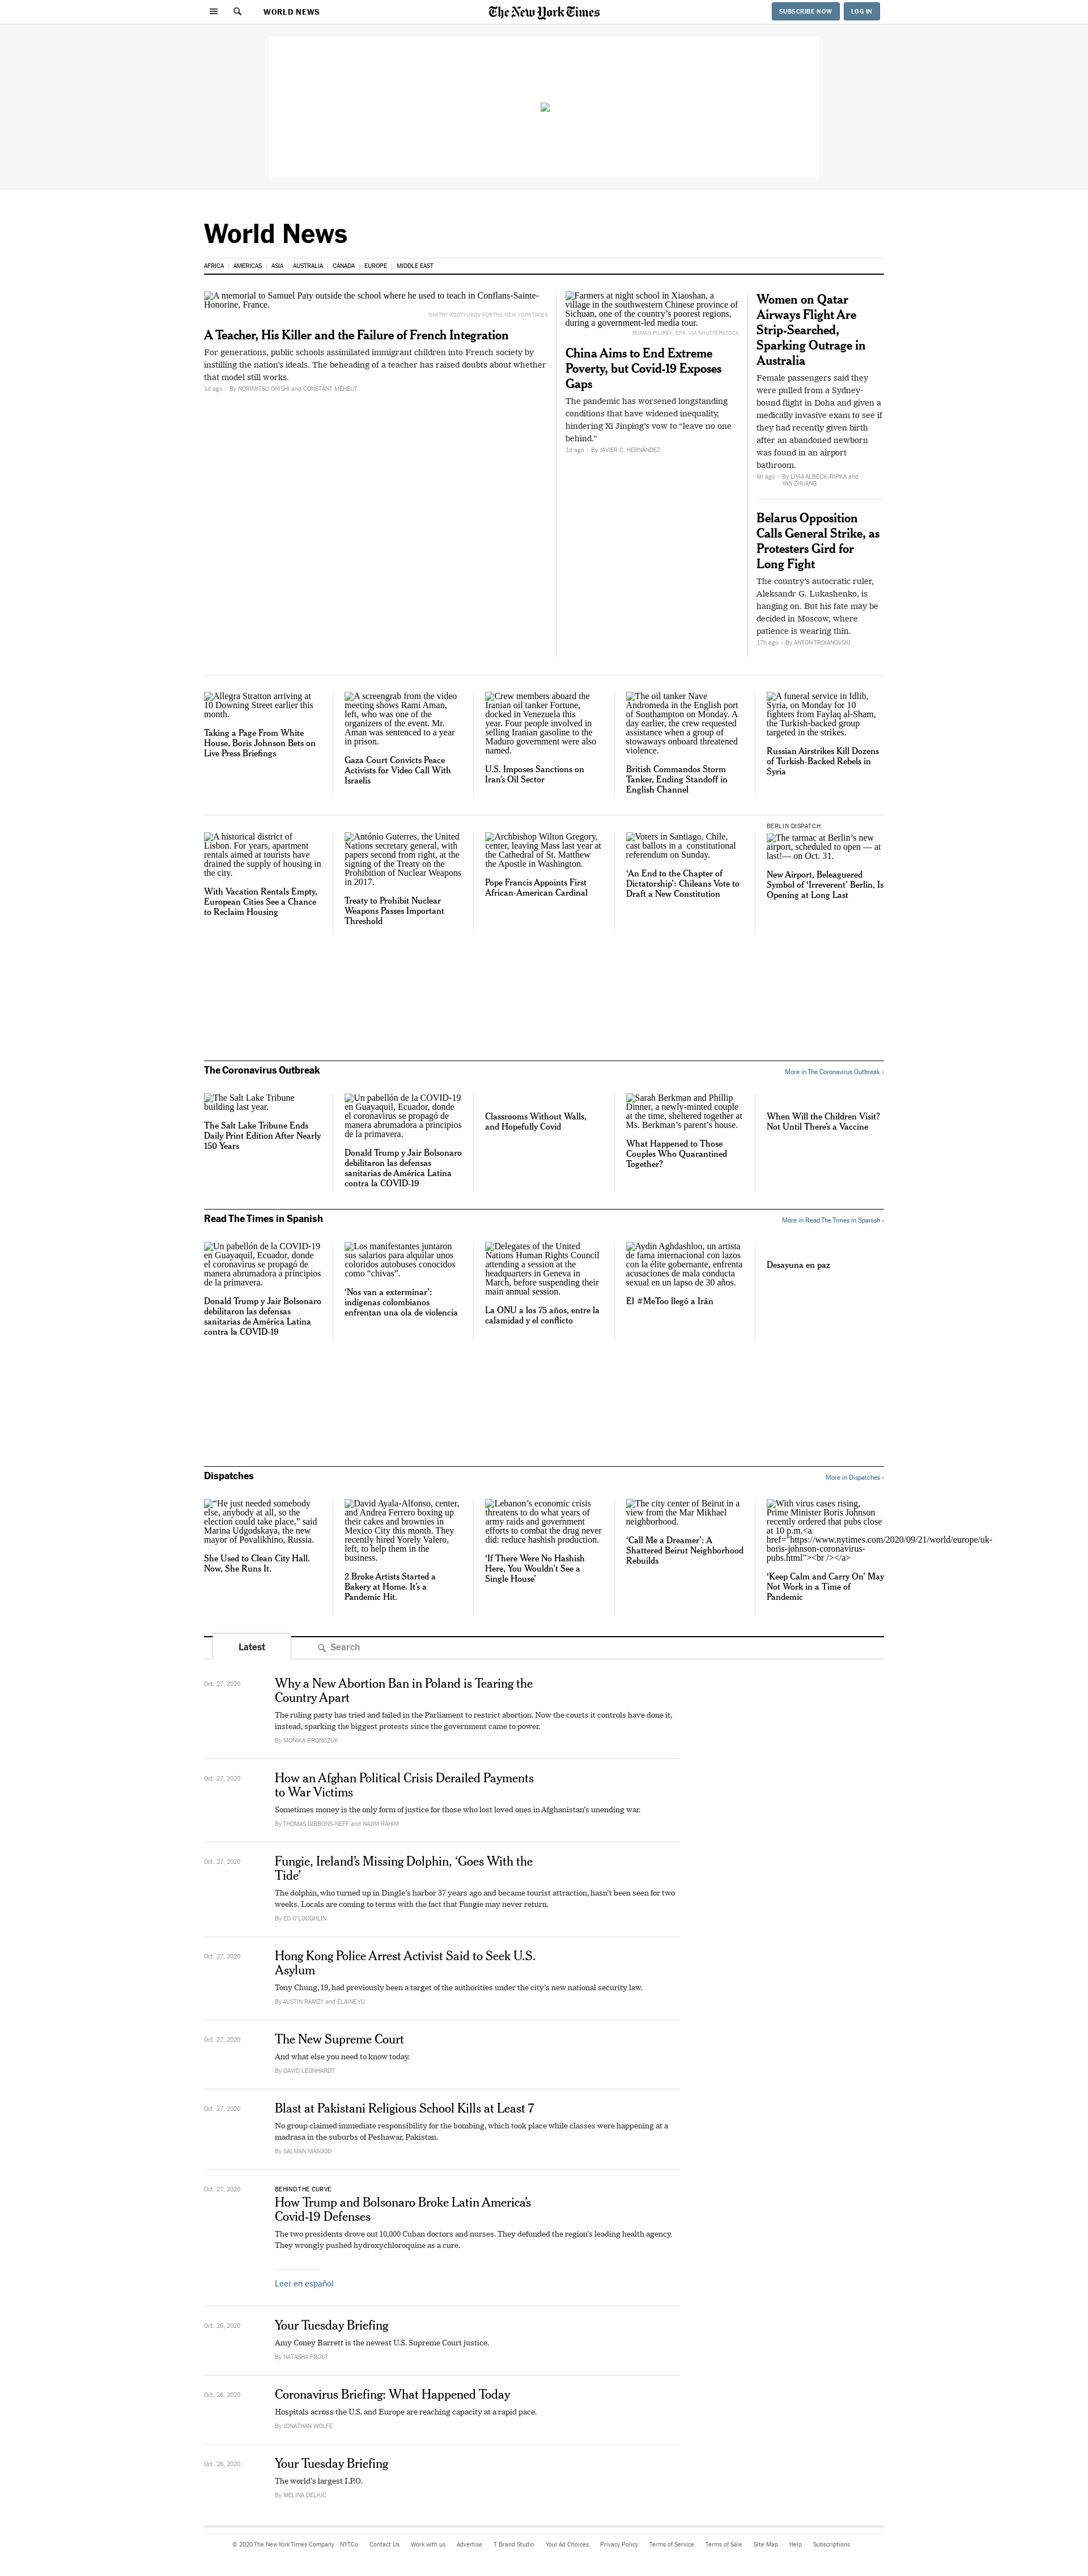 WORLD NEWS
The New York Times
SUBSCRIBE NOW
LOG IN
World News
AFRICA
AMERICAS
ASIA
AUSTRALIA
CANADA
EUROPE
MIDDLE EAST
A memorial to Samuel Paty outside the school where he used to teach in Conflans-Sainte-
Honorine, France.
DMITRY KOSTYUKOV FOR THE NEW YORK TIMES
A Teacher, His Killer and the Failure of French Integration
For generations, public schools assimilated immigrant children into French society by
instilling the nation's ideals. The beheading of a teacher has raised doubts about whether
that model still works.
1d ago · By NORIMITSU ONISHI and CONSTANT MÉHEUT
Farmers at night school in Xiaoshan, a
village in the southwestern Chinese province of
Sichuan, one of the country's poorest regions,
during a government-led media tour.
ROMAN PILIPEY/EPA, VIA SHUTTERSTOCK
China Aims to End Extreme
Poverty, but Covid-19 Exposes
Gaps
The pandemic has worsened longstanding
conditions that have widened inequality,
hindering Xi Jinping's vow to “leave no one
behind.”
1d ago · By JAVIER C. HERNÁNDEZ
Women on Qatar
Airways Flight Are
Strip-Searched,
Sparking Outrage in
Australia
Female passengers said they
were pulled from a Sydney-
bound flight in Doha and given a
medically invasive exam to see if
they had recently given birth
after an abandoned newborn
was found in an airport
bathroom.
6h ago · By LIVIA ALBECK-RIPKA and
YAN ZHUANG
Belarus Opposition
Calls General Strike, as
Protesters Gird for
Long Fight
The country's autocratic ruler,
Aleksandr G. Lukashenko, is
hanging on. But his fate may be
decided in Moscow, where
patience is wearing thin.
17h ago · By ANTON TROIANOVSKI
Allegra Stratton arriving at
10 Downing Street earlier this
month.
Taking a Page From White
House, Boris Johnson Bets on
Live Press Briefings
A screengrab from the video
meeting shows Rami Aman,
left, who was one of the
organizers of the event. Mr.
Aman was sentenced to a year
in prison.
Gaza Court Convicts Peace
Activists for Video Call With
Israelis
Crew members aboard the
Iranian oil tanker Fortune,
docked in Venezuela this
year. Four people involved in
selling Iranian gasoline to the
Maduro government were also
named.
U.S. Imposes Sanctions on
Iran's Oil Sector
The oil tanker Nave
Andromeda in the English port
of Southampton on Monday. A
day earlier, the crew requested
assistance when a group of
stowaways onboard threatened
violence.
British Commandos Storm
Tanker, Ending Standoff in
English Channel
A funeral service in Idlib,
Syria, on Monday for 10
fighters from Faylaq al-Sham,
the Turkish-backed group
targeted in the strikes.
Russian Airstrikes Kill Dozens
of Turkish-Backed Rebels in
Syria
A historical district of
Lisbon. For years, apartment
rentals aimed at tourists have
drained the supply of housing in
the city.
With Vacation Rentals Empty,
European Cities See a Chance
to Reclaim Housing
António Guterres, the United
Nations secretary general, with
papers second from right, at the
signing of the Treaty on the
Prohibition of Nuclear Weapons
in 2017.
Treaty to Prohibit Nuclear
Weapons Passes Important
Threshold
Archbishop Wilton Gregory,
center, leaving Mass last year at
the Cathedral of St. Matthew
the Apostle in Washington.
Pope Francis Appoints First
African-American Cardinal
Voters in Santiago, Chile,
cast ballots in a constitutional
referendum on Sunday.
‘An End to the Chapter of
Dictatorship’: Chileans Vote to
Draft a New Constitution
BERLIN DISPATCH
The tarmac at Berlin's new
airport, scheduled to open — at
last!— on Oct. 31.
New Airport, Beleaguered
Symbol of ‘Irreverent’ Berlin, Is
Opening at Long Last
The Coronavirus Outbreak
More in The Coronavirus Outbreak ›
The Salt Lake Tribune
building last year.
The Salt Lake Tribune Ends
Daily Print Edition After Nearly
150 Years
Un pabellón de la COVID-19
en Guayaquil, Ecuador, donde
el coronavirus se propagó de
manera abrumadora a principios
de la primavera.
Donald Trump y Jair Bolsonaro
debilitaron las defensas
sanitarias de América Latina
contra la COVID-19
Classrooms Without Walls,
and Hopefully Covid
Sarah Berkman and Phillip
Dinner, a newly-minted couple
at the time, sheltered together at
Ms. Berkman's parent's house.
What Happened to Those
Couples Who Quarantined
Together?
When Will the Children Visit?
Not Until There's a Vaccine
Read The Times in Spanish
More in Read The Times in Spanish ›
Un pabellón de la COVID-19
en Guayaquil, Ecuador, donde
el coronavirus se propagó de
manera abrumadora a principios
de la primavera.
Donald Trump y Jair Bolsonaro
debilitaron las defensas
sanitarias de América Latina
contra la COVID-19
Los manifestantes juntaron
sus salarios para alquilar unos
coloridos autobuses conocidos
como “chivas”.
‘Nos van a exterminar’:
indígenas colombianos
enfrentan una ola de violencia
Delegates of the United
Nations Human Rights Council
attending a session at the
headquarters in Geneva in
March, before suspending their
main annual session.
La ONU a los 75 años, entre la
calamidad y el conflicto
Aydin Aghdashloo, un artista
de fama internacional con lazos
con la élite gobernante, enfrenta
acusaciones de mala conducta
sexual en un lapso de 30 años.
El #MeToo llegó a Irán
Desayuna en paz
Dispatches
More in Dispatches ›
“He just needed somebody
else, anybody at all, so the
election could take place,” said
Marina Udgodskaya, the new
mayor of Povalikhino, Russia.
She Used to Clean City Hall.
Now, She Runs It.
David Ayala-Alfonso, center,
and Andrea Ferrero boxing up
their cakes and brownies in
Mexico City this month. They
recently hired Yorely Valero,
left, to help them in the
business.
2 Broke Artists Started a
Bakery at Home. It's a
Pandemic Hit.
Lebanon's economic crisis
threatens to do what years of
army raids and government
efforts to combat the drug never
did: reduce hashish production.
‘If There Were No Hashish
Here, You Wouldn't See a
Single House’
The city center of Beirut in a
view from the Mar Mikhael
neighborhood.
‘Call Me a Dreamer’: A
Shattered Beirut Neighborhood
Rebuilds
With virus cases rising,
Prime Minister Boris Johnson
recently ordered that pubs close
at 10 p.m.<a
href="https://www.nytimes.com/2020/09/21/world/europe/uk-
boris-johnson-coronavirus-
pubs.html"><br /></a>
‘Keep Calm and Carry On’ May
Not Work in a Time of
Pandemic
Latest
Search
Oct. 27, 2020
Why a New Abortion Ban in Poland is Tearing the
Country Apart
The ruling party has tried and failed in the Parliament to restrict abortion. Now the courts it controls have done it,
instead, sparking the biggest protests since the government came to power.
By MONIKA PRONCZUK
Oct. 27, 2020
How an Afghan Political Crisis Derailed Payments
to War Victims
Sometimes money is the only form of justice for those who lost loved ones in Afghanistan's unending war.
By THOMAS GIBBONS-NEFF and NAJIM RAHIM
Oct. 27, 2020
Fungie, Ireland's Missing Dolphin, ‘Goes With the
Tide’
The dolphin, who turned up in Dingle's harbor 37 years ago and became tourist attraction, hasn't been seen for two
weeks. Locals are coming to terms with the fact that Fungie may never return.
By ED O'LOUGHLIN
Oct. 27, 2020
Hong Kong Police Arrest Activist Said to Seek U.S.
Asylum
Tony Chung, 19, had previously been a target of the authorities under the city's new national security law.
By AUSTIN RAMZY and ELAINE YU
Oct. 27, 2020
The New Supreme Court
And what else you need to know today.
By DAVID LEONHARDT
Oct. 27, 2020
Blast at Pakistani Religious School Kills at Least 7
No group claimed immediate responsibility for the bombing, which took place while classes were happening at a
madrasa in the suburbs of Peshawar, Pakistan.
By SALMAN MASOOD
Oct. 27, 2020
BEHIND THE CURVE
How Trump and Bolsonaro Broke Latin America's
Covid-19 Defenses
The two presidents drove out 10,000 Cuban doctors and nurses. They defunded the region's leading health agency.
They wrongly pushed hydroxychloroquine as a cure.
Leer en español
Oct. 26, 2020
Your Tuesday Briefing
Amy Coney Barrett is the newest U.S. Supreme Court justice.
By NATASHA FROST
Oct. 26, 2020
Coronavirus Briefing: What Happened Today
Hospitals across the U.S. and Europe are reaching capacity at a rapid pace.
By JONATHAN WOLFE
Oct. 26, 2020
Your Tuesday Briefing
The world's largest I.P.O.
By MELINA DELKIC
© 2020 The New York Times Company
NYTCo
Contact Us
Work with us
Advertise
T Brand Studio
Your Ad Choices
Privacy Policy
Terms of Service
Terms of Sale
Site Map
Help
Subscriptions